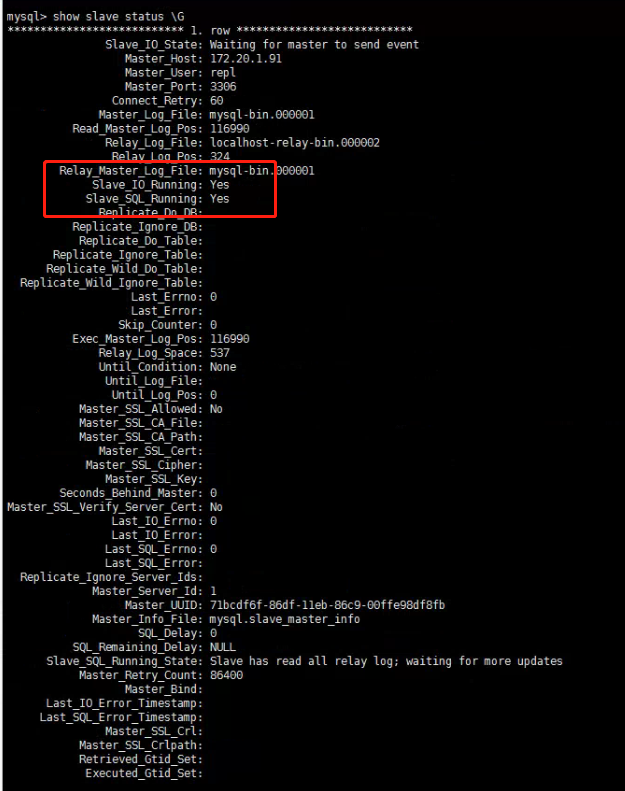 mysql> show slave status \G
*************************** 1. row ***************************
Slave_IO_State: Waiting for master to send event
Master_Host: 172.20.1.91
Master_User: repl
Master_Port: 3306
Connect_Retry: 60
Master_Log_File: mysql-bin.000001
Read_Master_Log_Pos: 116990
Relay_Log_File: localhost-relay-bin.000002
Relay_Log_Pos: 324
Relay_Master_Log_File: mysql-bin.000001
Slave_IO_Running: Yes
Slave_SQL_Running: Yes
Replicate_Do_DB:
Replicate_Ignore_DB:
Replicate_Do_Table:
Replicate_Ignore_Table:
Replicate_Wild_Do_Table:
Replicate_Wild_Ignore_Table:
Last_Errno: 0
Last_Error:
Skip_Counter: 0
Exec_Master_Log_Pos: 116990
Relay_Log_Space: 537
Until_Condition: None
Until_Log_File:
Until_Log_Pos: 0
Master_SSL_Allowed: No
Master_SSL_CA_File:
Master_SSL_CA_Path:
Master_SSL_Cert:
Master_SSL_Cipher:
Master_SSL_Key:
Seconds_Behind_Master: 0
Master_SSL_Verify_Server_Cert: No
Last_IO_Errno: 0
Last_IO_Error:
Last_SQL_Errno: 0
Last_SQL_Error:
Replicate_Ignore_Server_Ids:
Master_Server_Id: 1
Master_UUID: 71bcdf6f-86df-11eb-86c9-00ffe98df8fb
Master_Info_File: mysql.slave_master_info
SQL_Delay: 0
SQL_Remaining_Delay: NULL
Slave_SQL_Running_State: Slave has read all relay log; waiting for more updates
Master_Retry_Count: 86400
Master_Bind:
Last_IO_Error_Timestamp:
Last_SQL_Error_Timestamp:
Master_SSL_Crl:
Master_SSL_Crlpath:
Retrieved_Gtid_Set:
Executed_Gtid_Set: